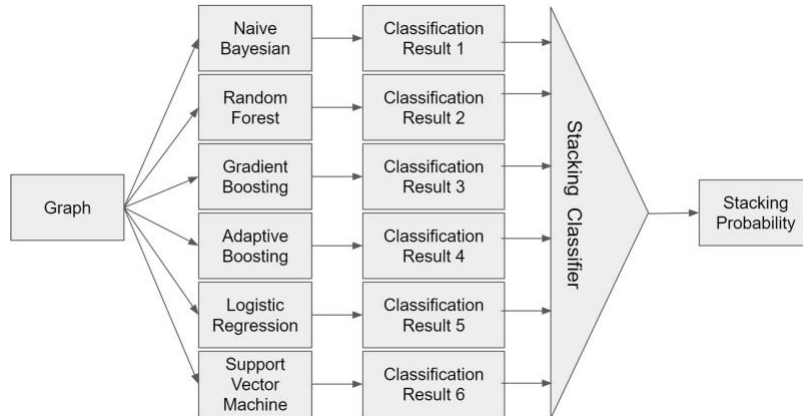 Graph
Naive
Bayesian
Classification
Result 1
Random
Forest
Classification
Result 2
Gradient
Boosting
Classification
Result 3
Adaptive
Boosting
Classification
Result 4
Logistic
Regression
Classification
Result 5
Support
Vector
Machine
Classification
Result 6
Stacking Classifier
Stacking
Probability